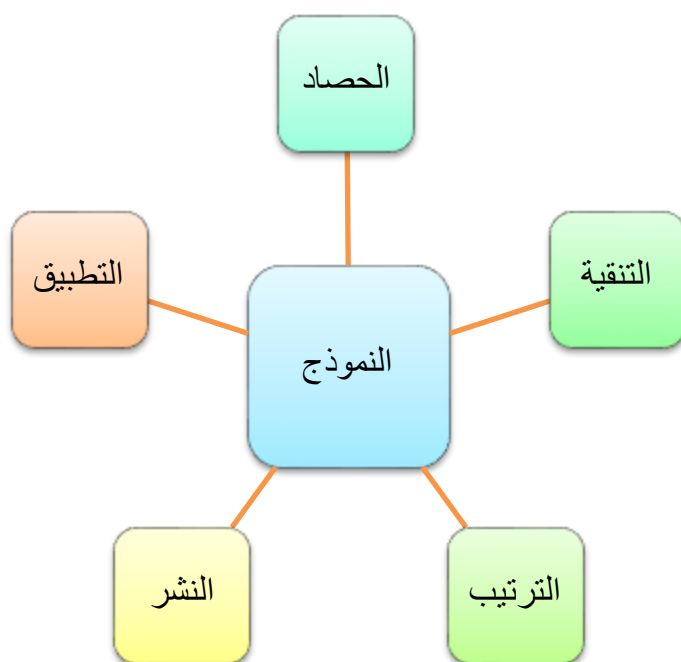 الحصاد
التنقية
التطبيق
النموذج
الترتيب
النشر